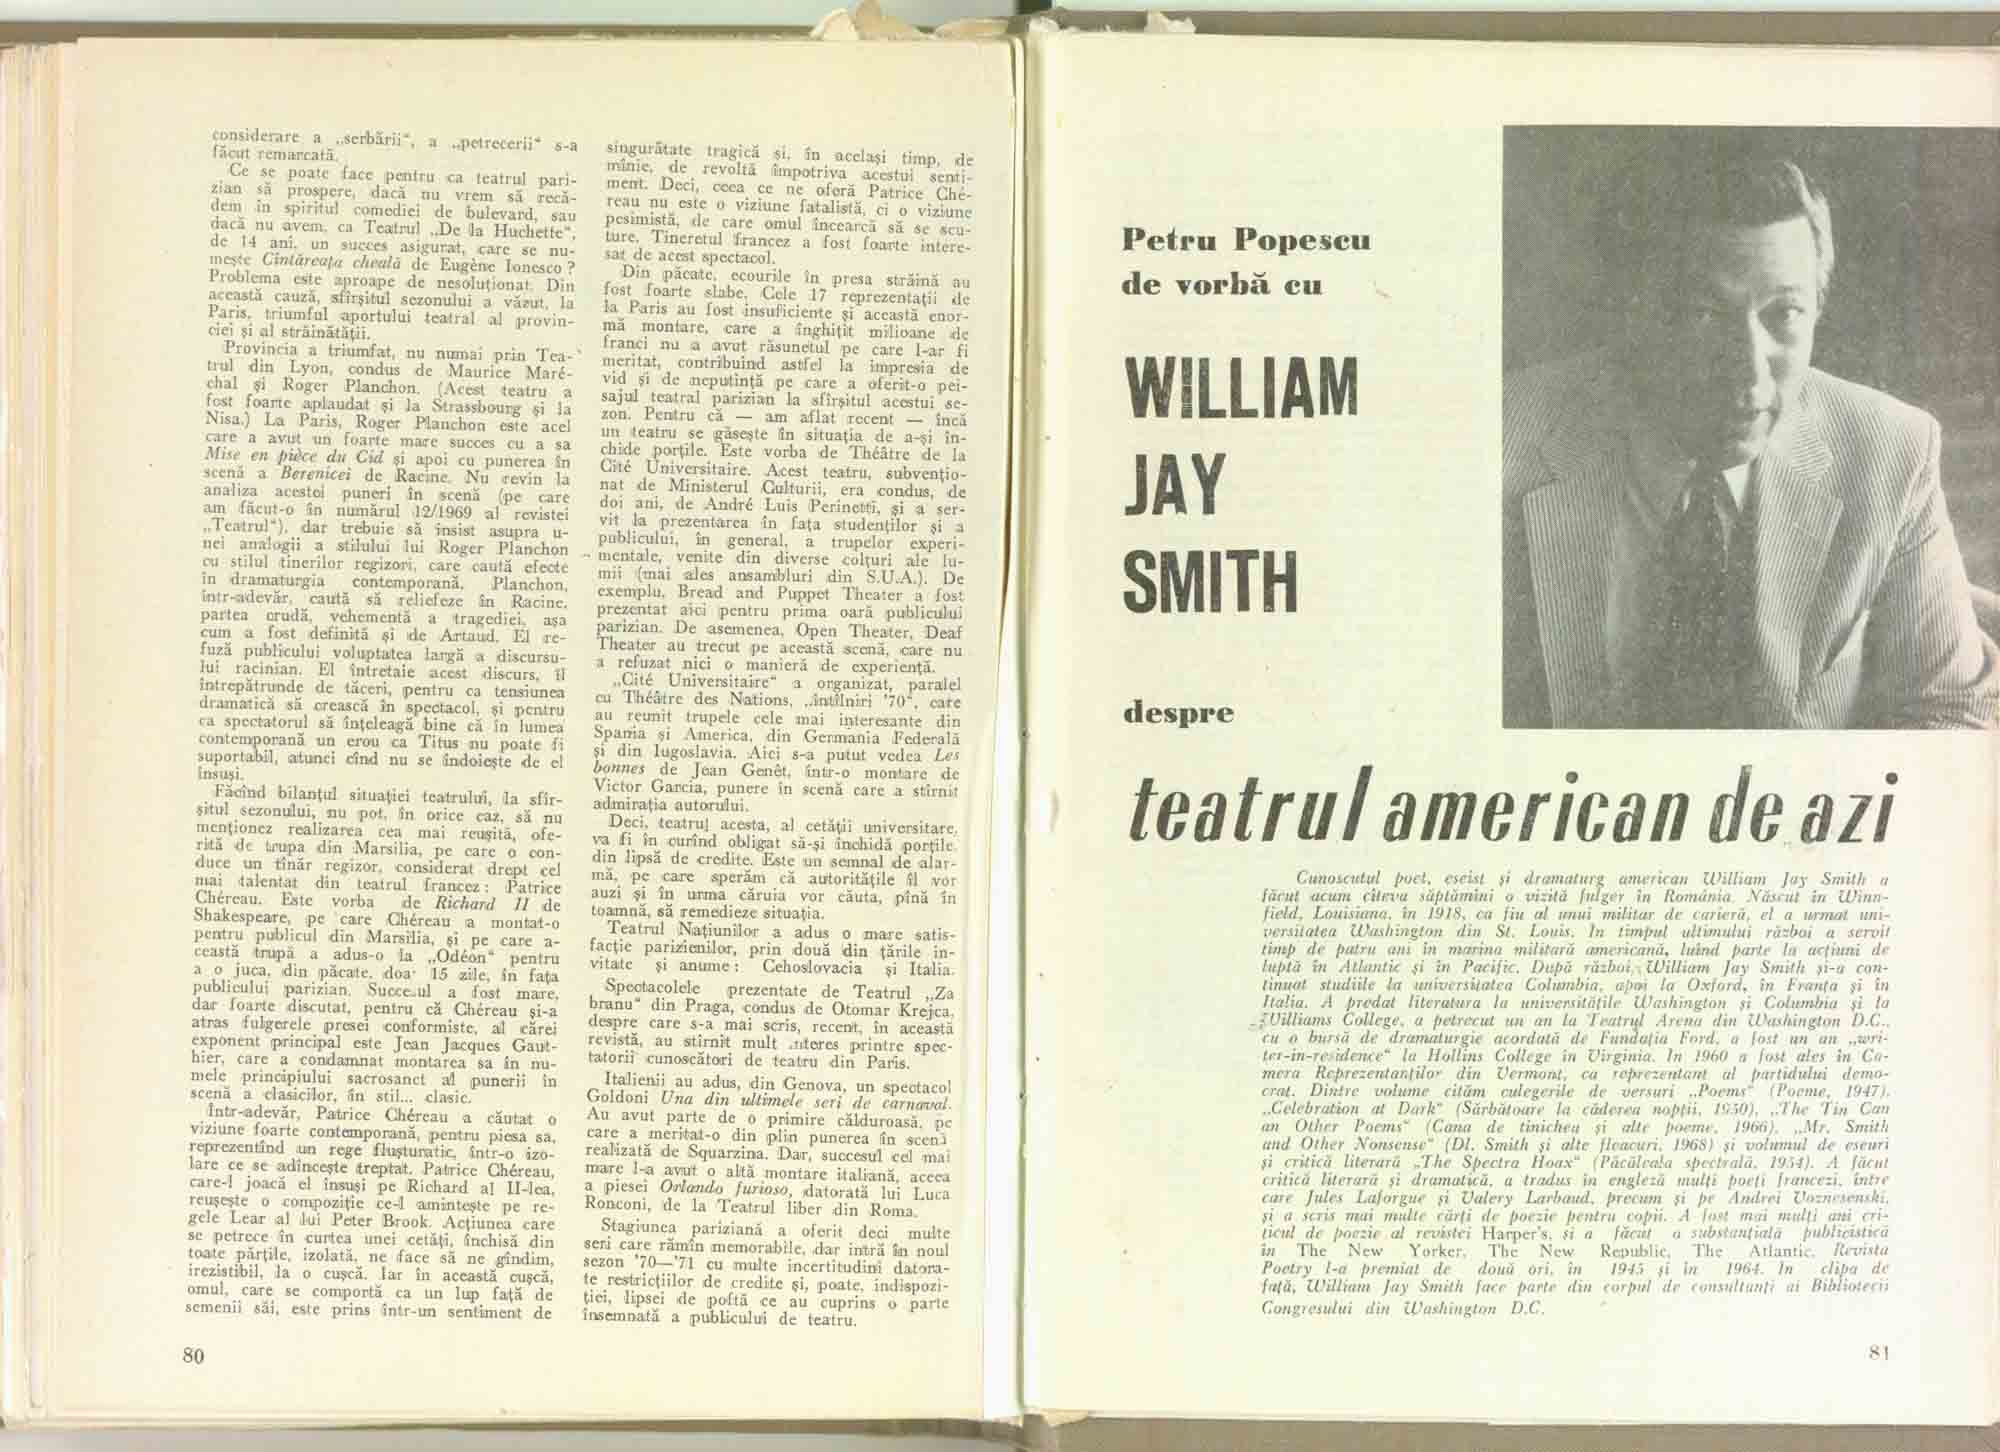 considerare a „serbării“, a „petrecerii“ s-a
făcut remarcată.
Ce se poate face pentru ca teatrul pari-
zian să prospere, dacă nu vrem să recă-
dem în spiritul comediei de bulevard, sau
dacă nu avem, ca Teatrul „De la Huchette“,
de 14 ani, un succes asigurat, care se nu-
mește Cîntăreața cheală de Eugène Ionesco ?
Problema este aproape de nesoluționat. Din
această cauză, sfîrșitul sezonului a văzut, la
Paris, triumful aportului teatral al provin-
ciei și al străinătății.
Provincia a triumfat, nu numai prin Tea-
trul din Lyon, condus de Maurice Maré-
chal și Roger Planchon. (Acest teatru a
fost foarte aplaudat și la Strassbourg și la
Nisa.) La Paris, Roger Planchon este acel
care a avut un foarte mare succes cu a sa
Mise en pièce du Cid și apoi cu punerea în
scenă a Berenicei de Racine. Nu revin la
analiza acestei puneri în scenă (pe care
am făcut-o în numărul 12/1969 al revistei
„Teatrul“), dar trebuie să insist asupra u-
nei analogii a stilului lui Roger Planchon
cu stilul tinerilor regizori, care caută efecte
în dramaturgia contemporană. Planchon,
într-adevăr, caută să reliefeze în Racine,
partea crudă, vehementă a tragediei, așa
cum a fost definită și de Artaud. El re-
fuză publicului voluptatea largă a discursu-
lui racinian. El întretaie acest discurs, îl
întrepătrunde de tăceri, pentru ca tensiunea
dramatică să crească în spectacol, și pentru
ca spectatorul să înțeleagă bine că în lumea
contemporană un erou ca Titus nu poate fi
suportabil, atunci cînd nu se îndoiește de el
însuși.
Făcînd bilanțul situației teatrului, la sfîr-
șitul sezonului, nu pot, în orice caz, să nu
menționez realizarea cea mai reușită, ofe-
rită de trupa din Marsilia, pe care o con-
duce un tînăr regizor, considerat drept cel
mai talentat din teatrul francez : Patrice
Chéreau. Este vorba de Richard II de
Shakespeare, pe care Chéreau a montat-o
pentru publicul din Marsilia, și pe care a-
ceastă trupă a adus-o la „Odéon“ pentru
a o juca, din păcate, doar 15 zile, în fața
publicului parizian. Succesul a fost mare,
dar foarte discutat, pentru că Chéreau și-a
atras fulgerele presei conformiste, al cărei
exponent principal este Jean Jacques Gaut-
hier, care a condamnat montarea sa în nu-
mele principiului sacrosanct al punerii în
scenă a clasicilor, în stil... clasic.
Într-adevăr, Patrice Chéreau a căutat o
viziune foarte contemporană, pentru piesa sa,
reprezentînd un rege flușturatic, într-o izo-
lare ce se adîncește treptat. Patrice Chéreau,
care-l joacă el însuși pe Richard al II-lea,
reușește o compoziție ce-l amintește pe re-
gele Lear al lui Peter Brook. Acțiunea care
se petrece în curtea unei cetăți, închisă din
toate părțile, izolată, ne face să ne gîndim,
irezistibil, la o cușcă. Iar în această cușcă,
omul, care se comportă ca un lup față de
semenii săi, este prins într-un sentiment de
singurătate tragică și, în același timp, de
mînie, de revoltă împotriva acestui senti-
ment. Deci, ceea ce ne oferă Patrice Ché-
reau nu este o viziune fatalistă, ci o viziune
pesimistă, de care omul încearcă să se scu-
ture. Tineretul francez a fost foarte intere-
sat de acest spectacol.
Din păcate, ecourile în presa străină au
fost foarte slabe. Cele 17 reprezentații de
la Paris au fost insuficiente și această enor-
mă montare, care a înghițit milioane de
franci nu a avut răsunetul pe care l-ar fi
meritat, contribuind astfel la impresia de
vid și de neputință pe care a oferit-o pei-
sajul teatral parizian la sfîrșitul acestui se-
zon. Pentru că — am aflat recent — încă
un teatru se găsește în situația de a-și în-
chide porțile. Este vorba de Théâtre de la
Cité Universitaire. Acest teatru, subvențio-
nat de Ministerul Culturii, era condus, de
doi ani, de André Luis Perinetti, și a ser-
vit la prezentarea în fața studenților și a
publicului, în general, a trupelor experi-
mentale, venite din diverse colțuri ale lu-
mii (mai ales ansambluri din S.U.A.). De
exemplu, Bread and Puppet Theater a fost
prezentat aici pentru prima oară publicului
parizian. De asemenea, Open Theater, Deaf
Theater au trecut pe această scenă, care nu
a refuzat nici o manieră de experiență.
„Cité Universitaire“ a organizat, paralel
cu Théâtre des Nations, „întîlniri '70“, care
au reunit trupele cele mai interesante din
Spania și America, din Germania Federală
și din Iugoslavia. Aici s-a putut vedea Les
bonnes de Jean Genêt, într-o montare de
Victor Garcia, punere în scenă care a stîrnit
admirația autorului.
Deci, teatrul acesta, al cetății universitare,
va fi în curînd obligat să-și închidă porțile,
din lipsă de credite. Este un semnal de alar-
mă, pe care sperăm că autoritățile îl vor
auzi și în urma căruia vor căuta, pînă în
toamnă, să remedieze situația.
Teatrul Națiunilor a adus o mare satis-
facție parizienilor, prin două din țările in-
vitate și anume : Cehoslovacia și Italia.
Spectacolele prezentate de Teatrul „Za
branu“ din Praga, condus de Otomar Krejca,
despre care s-a mai scris, recent, în această
revistă, au stîrnit mult interes printre spec-
tatorii cunoscători de teatru din Paris.
Italienii au adus, din Genova, un spectacol
Goldoni Una din ultimele seri de carnaval.
Au avut parte de o primire călduroasă, pe
care a meritat-o din plin punerea în scenă
realizată de Squarzina. Dar, succesul cel mai
mare l-a avut o altă montare italiană, aceea
a piesei Orlando furioso, datorată lui Luca
Ronconi, de la Teatrul liber din Roma.
Stagiunea pariziană a oferit deci multe
seri care rămîn memorabile, dar intră în noul
sezon '70—'71 cu multe incertitudini datora-
te restricțiilor de credite și, poate, indispozi-
ției, lipsei de poftă ce au cuprins o parte
însemnată a publicului de teatru.
80
Petru Popescu
de vorbă cu
WILLIAM
JAY
SMITH
despre
teatrul american de azi
Cunoscutul poet, eseist și dramaturg american William Jay Smith a
făcut acum cîteva săptămîni o vizită fulger în România. Născut în Winn-
field, Louisiana, în 1918, ca fiu al unui militar de carieră, el a urmat uni-
versitatea Washington din St. Louis. În timpul ultimului război a servit
timp de patru ani în marina militară americană, luînd parte la acțiuni de
luptă în Atlantic și în Pacific. După război, William Jay Smith și-a con-
tinuat studiile la universitatea Columbia, apoi la Oxford, în Franța și în
Italia. A predat literatura la universitățile Washington și Columbia și la
Williams College, a petrecut un an la Teatrul Arena din Washington D.C.,
cu o bursă de dramaturgie acordată de Fundația Ford, a fost un an „wri-
ter-in-residence“ la Hollins College în Virginia. În 1960 a fost ales în Ca-
mera Reprezentanților din Vermont, ca reprezentant al partidului demo-
crat. Dintre volume cităm culegerile de versuri „Poems“ (Poeme, 1947),
„Celebration at Dark“ (Sărbătoare la căderea nopții, 1950), „The Tin Can
an Other Poems“ (Cana de tinichea și alte poeme, 1966), „Mr. Smith
and Other Nonsense“ (Dl. Smith și alte fleacuri, 1968) și volumul de eseuri
și critică literară „The Spectra Hoax“ (Păcăleala spectrală, 1954). A făcut
critică literară și dramatică, a tradus în engleză mulți poeți francezi, între
care Jules Laforgue și Valery Larbaud, precum și pe Andrei Voznesenski,
și a scris mai multe cărți de poezie pentru copii. A fost mai mulți ani cri-
ticul de poezie al revistei Harper's, și a făcut o substanțială publicistică
în The New Yorker, The New Republic, The Atlantic. Revista
Poetry l-a premiat de două ori, în 1945 și în 1964. În clipa de
față, William Jay Smith face parte din corpul de consultanți ai Bibliotecii
Congresului din Washington D.C.
81